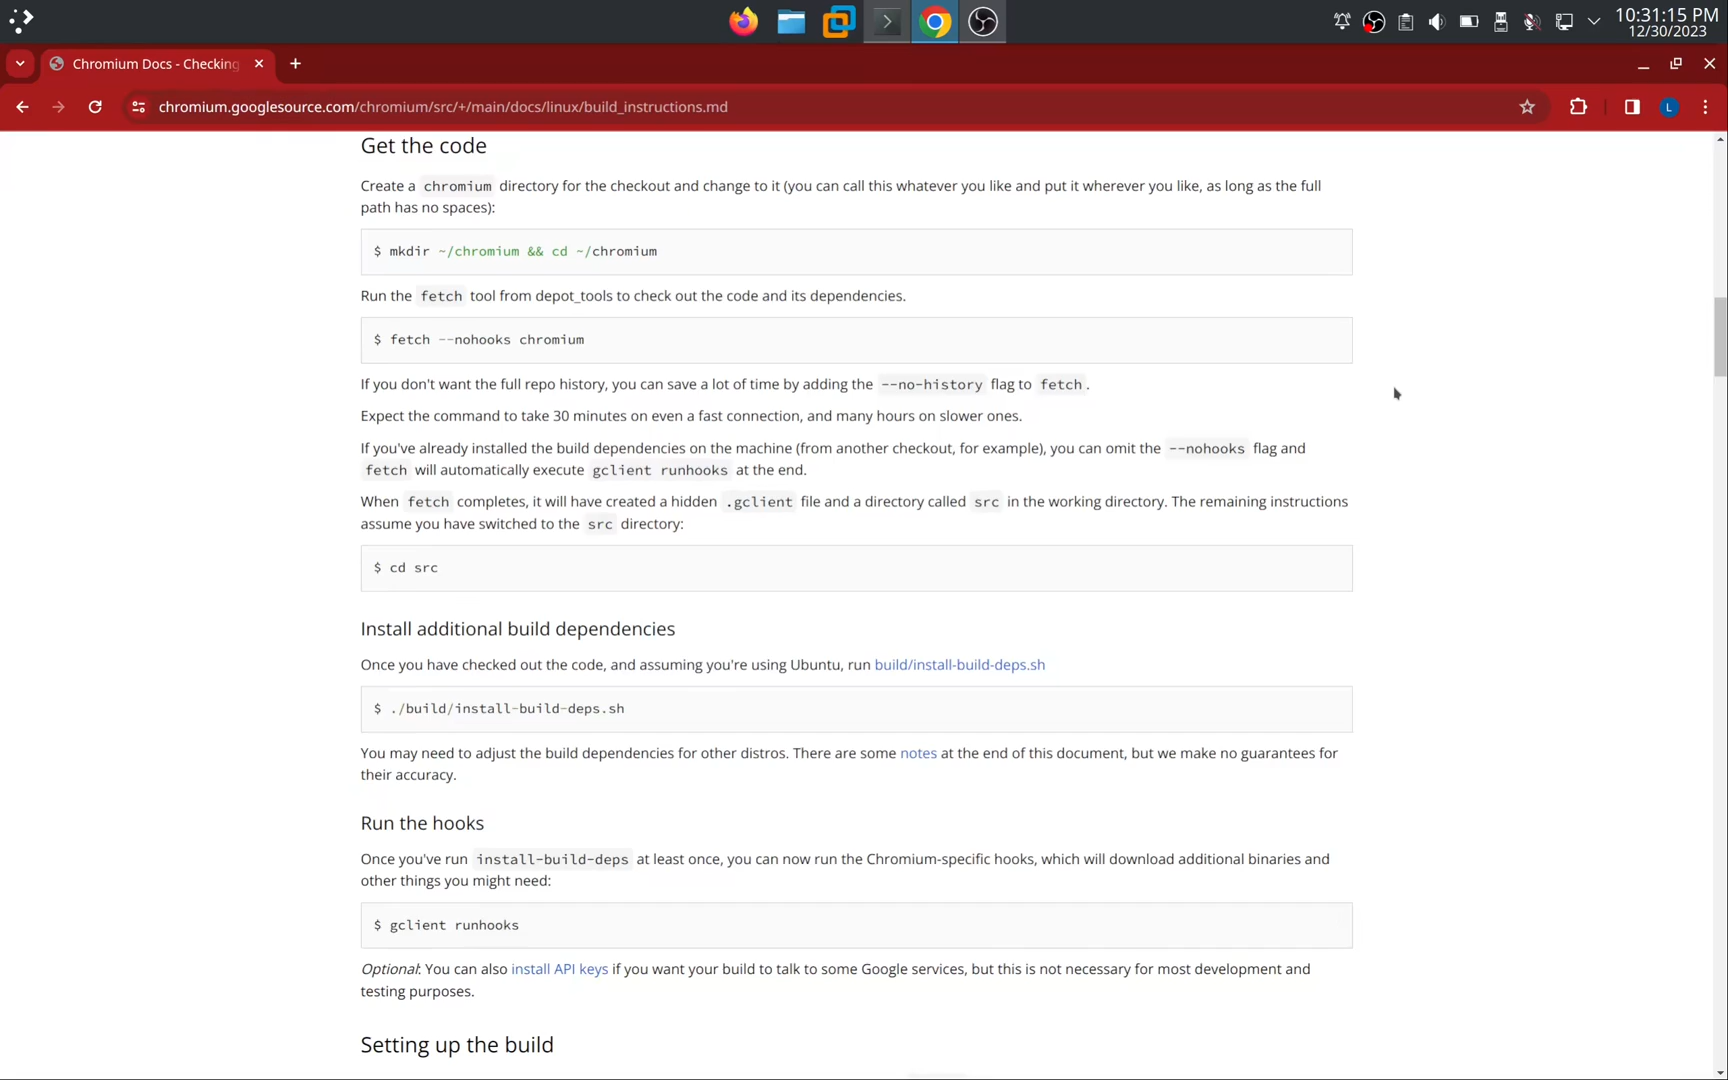 10:31:15 PM
12/30/2023
Chromium Docs - Checking
chromium.googlesource.com/chromium/src/+/main/docs/linux/build_instructions.md
L
Get the code
Create a chromium directory for the checkout and change to it (you can call this whatever you like and put it wherever you like, as long as the full
path has no spaces):
$ mkdir ~/chromium && cd ~/chromium
Run the fetch tool from depot_tools to check out the code and its dependencies.
$ fetch --nohooks chromium
If you don't want the full repo history, you can save a lot of time by adding the --no-history flag to fetch.
Expect the command to take 30 minutes on even a fast connection, and many hours on slower ones.
If you've already installed the build dependencies on the machine (from another checkout, for example), you can omit the --nohooks flag and
fetch will automatically execute gclient runhooks at the end.
When fetch completes, it will have created a hidden .gclient file and a directory called src in the working directory. The remaining instructions
assume you have switched to the src directory:
$ cd src
Install additional build dependencies
Once you have checked out the code, and assuming you're using Ubuntu, run build/install-build-deps.sh
$ ./build/install-build-deps.sh
You may need to adjust the build dependencies for other distros. There are some notes at the end of this document, but we make no guarantees for
their accuracy.
Run the hooks
Once you've run install-build-deps at least once, you can now run the Chromium-specific hooks, which will download additional binaries and
other things you might need:
$ gclient runhooks
Optional: You can also install API keys if you want your build to talk to some Google services, but this is not necessary for most development and
testing purposes.
Setting up the build